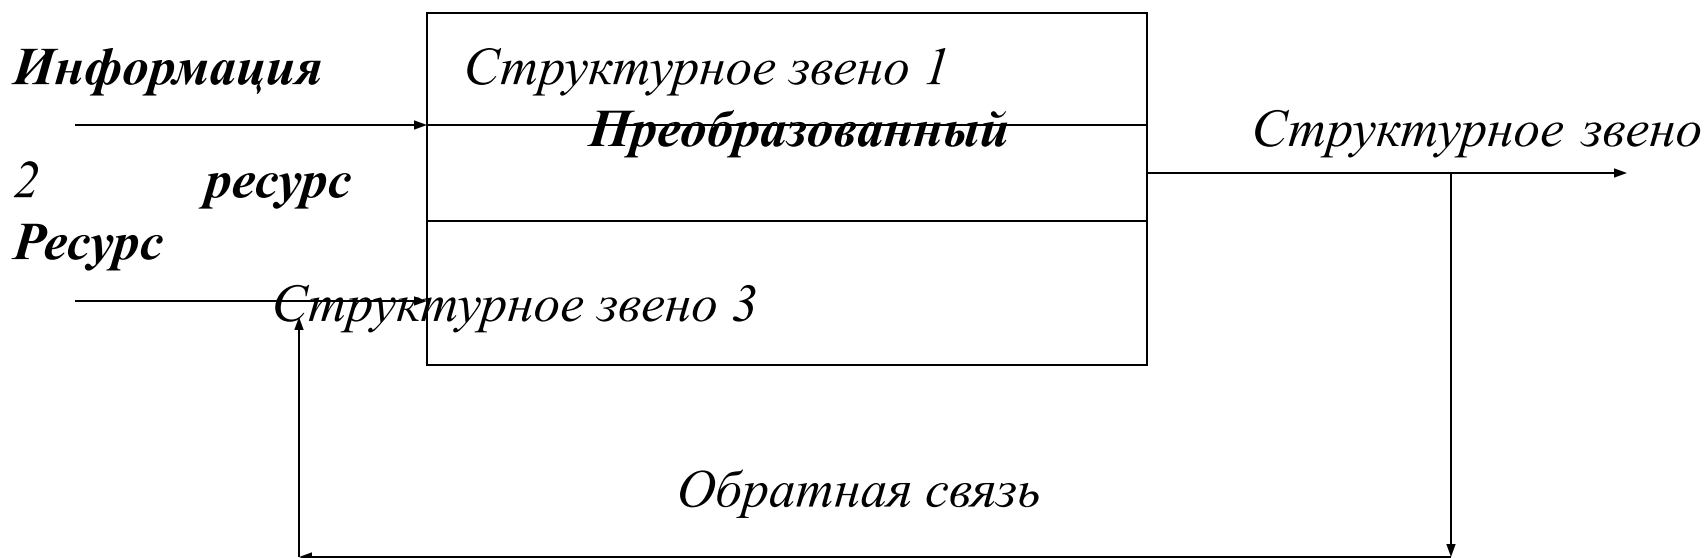 Информация Структурное звено 1
Преобразованный Структурное звено
2 ресурс
Ресурс
Структурное звено 3
Обратная связь